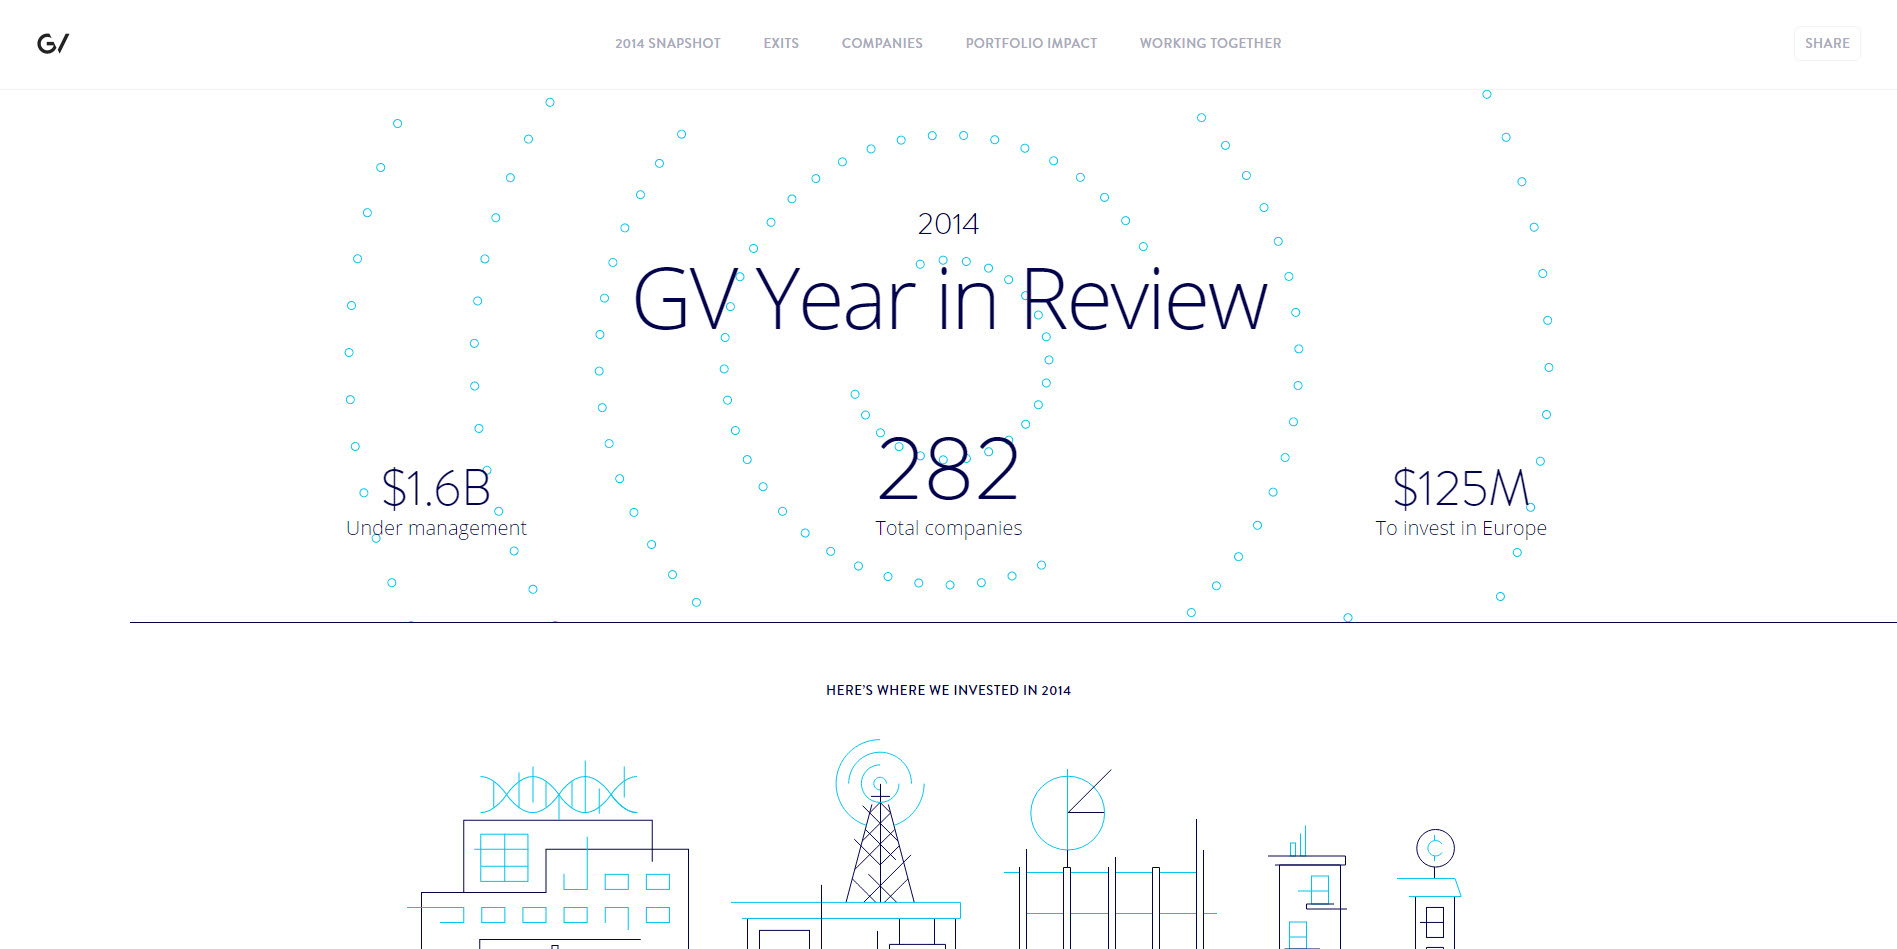 GV
2014 SNAPSHOT
EXITS
COMPANIES
PORTFOLIO IMPACT
WORKING TOGETHER
SHARE
2014
GV Year in Review
$1.6B
Under management
282
Total companies
$125M
To invest in Europe
HERE'S WHERE WE INVESTED IN 2014